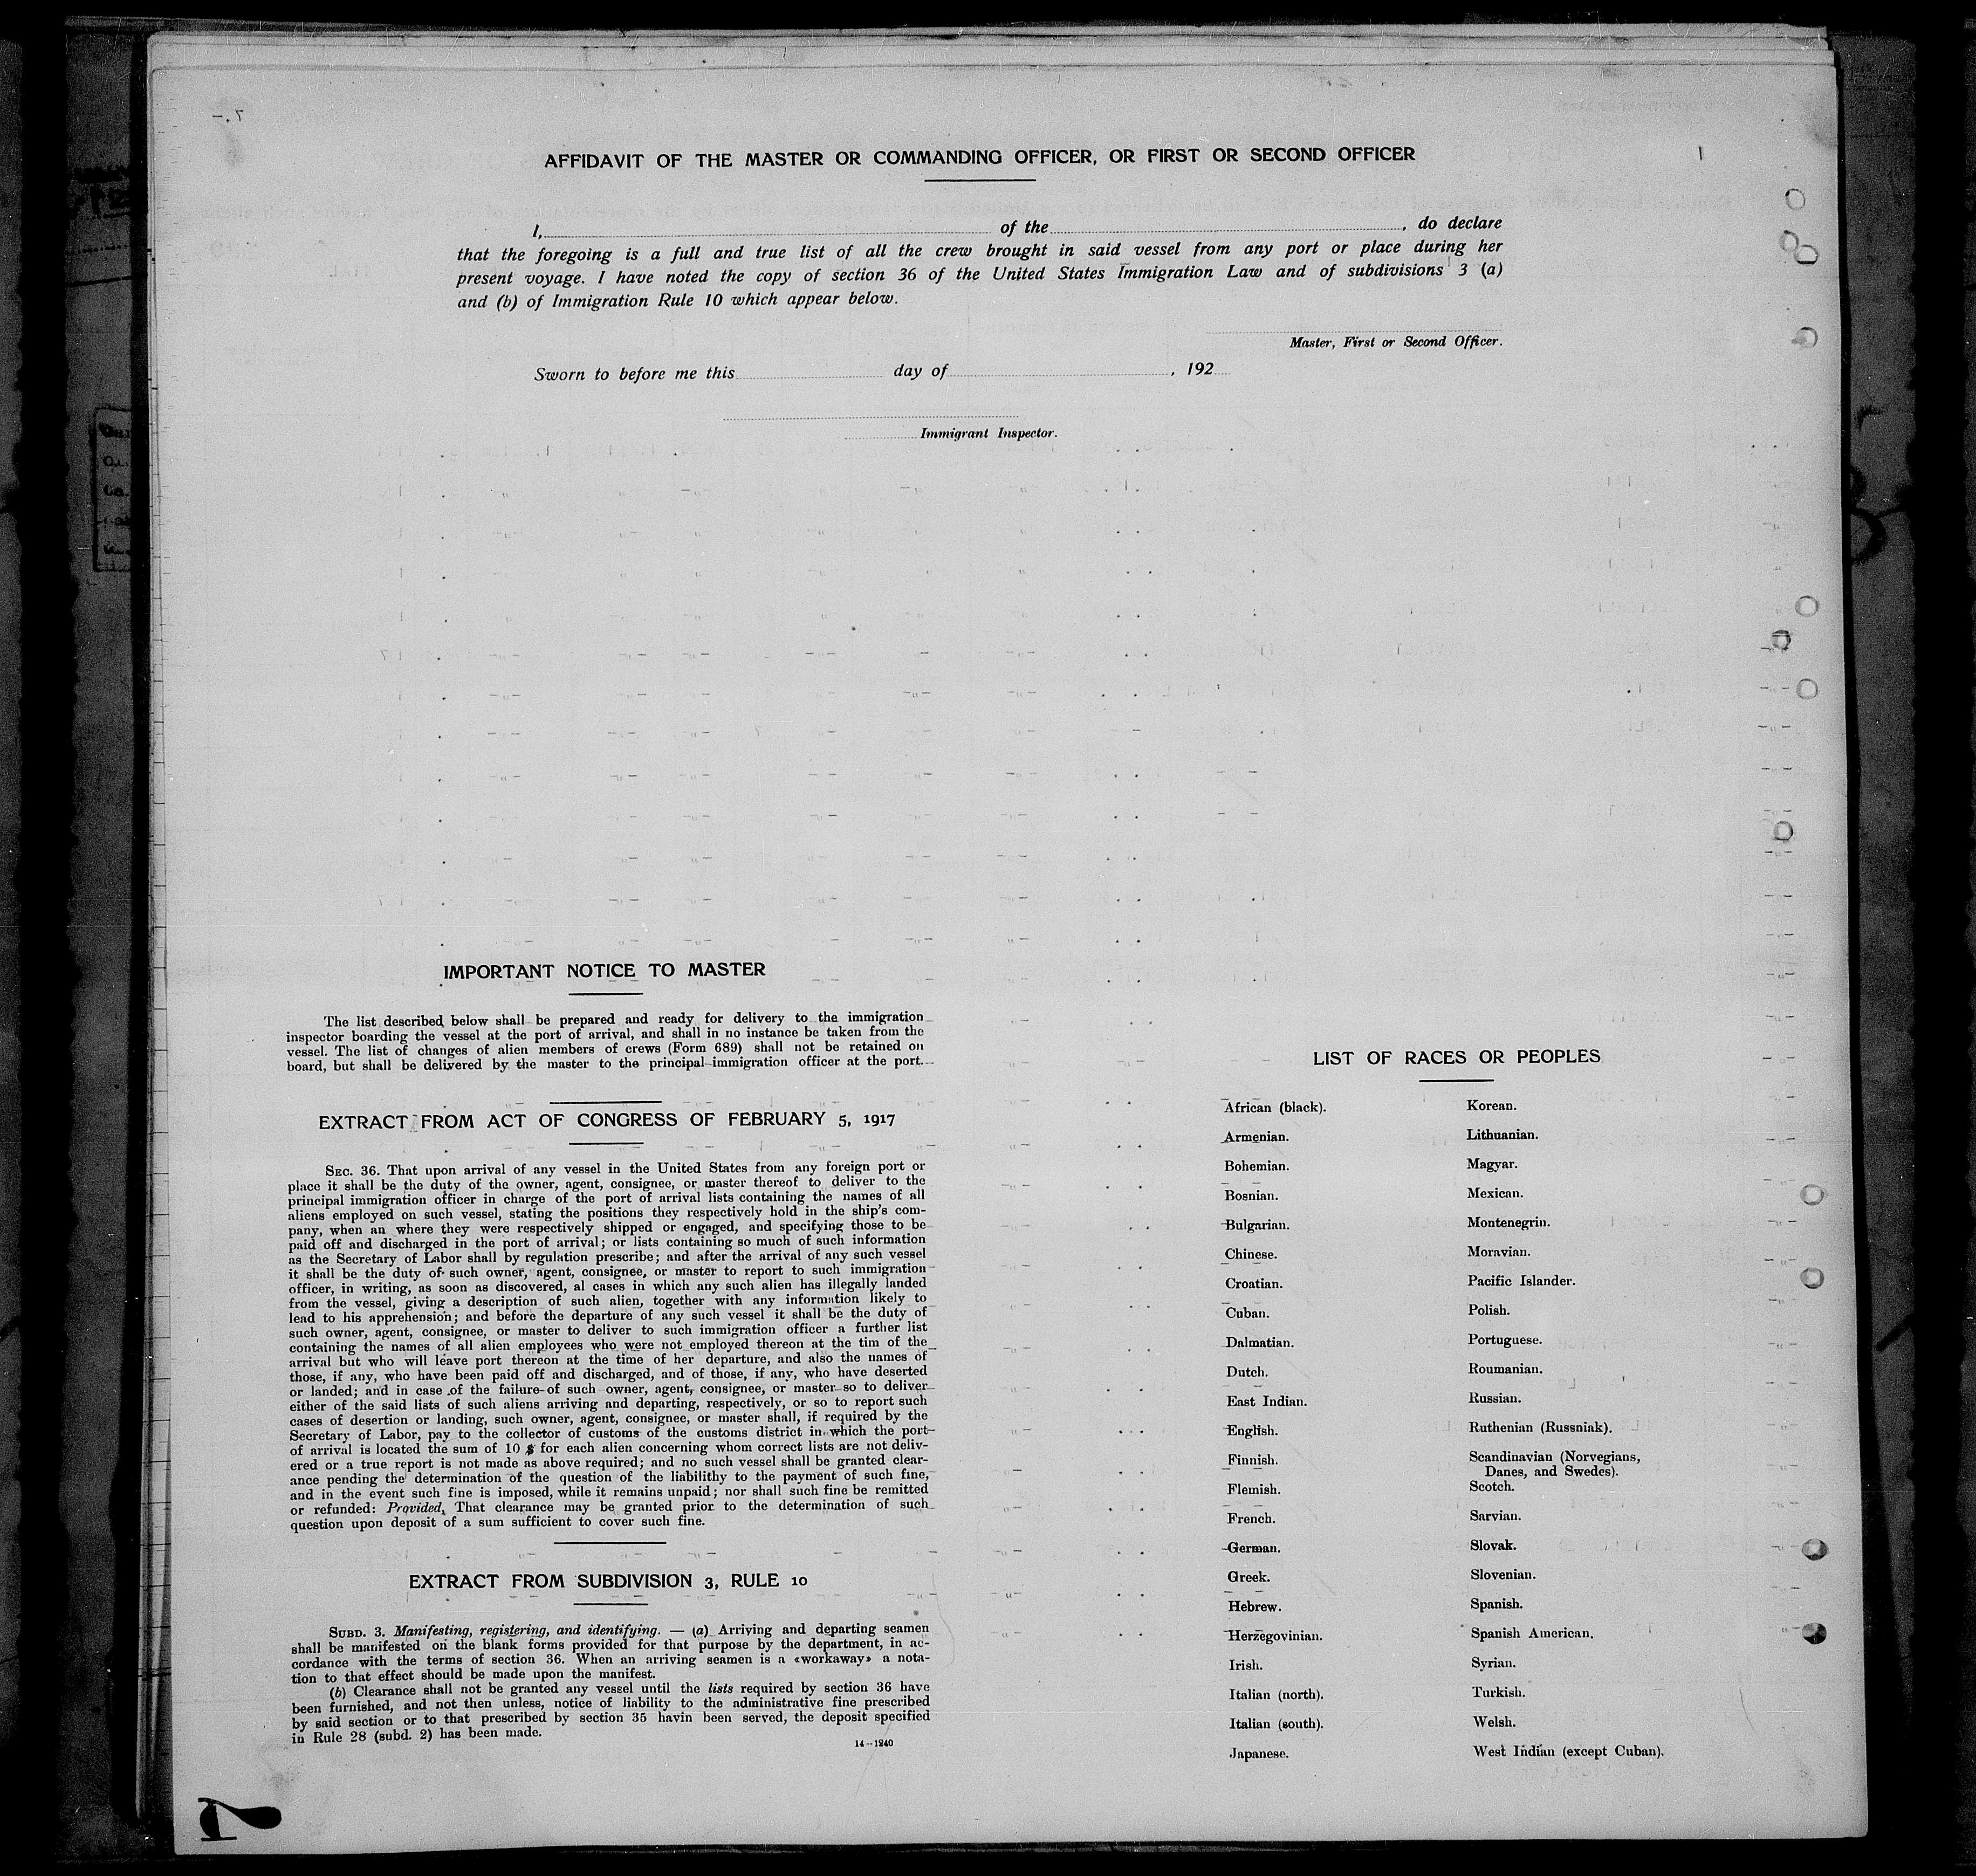 AFFIDAVIT OF THE MASTER OR COMMANDING OFFICER, OR FIRST OR SECOND OFFICER
I, of the , do declare
that the foregoing is a full and true list of all the crew brought in said vessel from any port or place during her
present voyage. I have noted the copy of section 36 of the United States Immigration Law and of subdivisions 3 (a)
and (b) of Immigration Rule 10 which appear below.
Master, First or Second Officer.
Sworn to before me this day of , 192
Immigrant Inspector.
IMPORTANT NOTICE TO MASTER
The list described below shall be prepared and ready for delivery to the immigration
inspector boarding the vessel at the port of arrival, and shall in no instance be taken from the
vessel. The list of changes of alien members of crews (Form 689) shall not be retained on
board, but shall be delivered by the master to the principal immigration officer at the port.
EXTRACT FROM ACT OF CONGRESS OF FEBRUARY 5, 1917
SEC. 36. That upon arrival of any vessel in the United States from any foreign port or
place it shall be the duty of the owner, agent, consignee, or master thereof to deliver to the
principal immigration officer in charge of the port of arrival lists containing the names of all
aliens employed on such vessel, stating the positions they respectively hold in the ship's com-
pany, when an where they were respectively shipped or engaged, and specifying those to be
paid off and discharged in the port of arrival; or lists containing so much of such information
as the Secretary of Labor shall by regulation prescribe; and after the arrival of any such vessel
it shall be the duty of such owner, agent, consignee, or master to report to such immigration
officer, in writing, as soon as discovered, al cases in which any such alien has illegally landed
from the vessel, giving a description of such alien, together with any information likely to
lead to his apprehension; and before the departure of any such vessel it shall be the duty of
such owner, agent, consignee, or master to deliver to such immigration officer a further list
containing the names of all alien employees who were not employed thereon at the tim of the
arrival but who will leave port thereon at the time of her departure, and also the names of
those, if any, who have been paid off and discharged, and of those, if any, who have deserted
or landed; and in case of the failure of such owner, agent, consignee, or master so to deliver
either of the said lists of such aliens arriving and departing, respectively, or so to report such
cases of desertion or landing, such owner, agent, consignee, or master shall, if required by the
Secretary of Labor, pay to the collector of customs of the customs district in which the port
of arrival is located the sum of 10 $ for each alien concerning whom correct lists are not deliv-
ered or a true report is not made as above required; and no such vessel shall be granted clear-
ance pending the determination of the question of the liabilithy to the payment of such fine,
and in the event such fine is imposed, while it remains unpaid; nor shall such fine be remitted
or refunded: Provided, That clearance may be granted prior to the determination of such
question upon deposit of a sum sufficient to cover such fine.
EXTRACT FROM SUBDIVISION 3, RULE 10
SUBD. 3. Manifesting, registering, and identifying. — (a) Arriving and departing seamen
shall be manifested on the blank forms provided for that purpose by the department, in ac-
cordance with the terms of section 36. When an arriving seamen is a «workaway» a nota-
tion to that effect should be made upon the manifest.
(b) Clearance shall not be granted any vessel until the lists required by section 36 have
been furnished, and not then unless, notice of liability to the administrative fine prescribed
by said section or to that prescribed by section 35 havin been served, the deposit specified
in Rule 28 (subd. 2) has been made.
14--1240
LIST OF RACES OR PEOPLES
African (black).
Armenian.
Bohemian.
Bosnian.
Bulgarian.
Chinese.
Croatian.
Cuban.
Dalmatian.
Dutch.
East Indian.
English.
Finnish.
Flemish.
French.
German.
Greek.
Hebrew.
Herzegovinian.
Irish.
Italian (north).
Italian (south).
Japanese.
Korean.
Lithuanian.
Magyar.
Mexican.
Montenegrin.
Moravian.
Pacific Islander.
Polish.
Portuguese.
Roumanian.
Russian.
Ruthenian (Russniak).
Scandinavian (Norvegians,
Danes, and Swedes).
Scotch.
Sarvian.
Slovak.
Slovenian.
Spanish.
Spanish American.
Syrian.
Turkish.
Welsh.
West Indian (except Cuban).
7